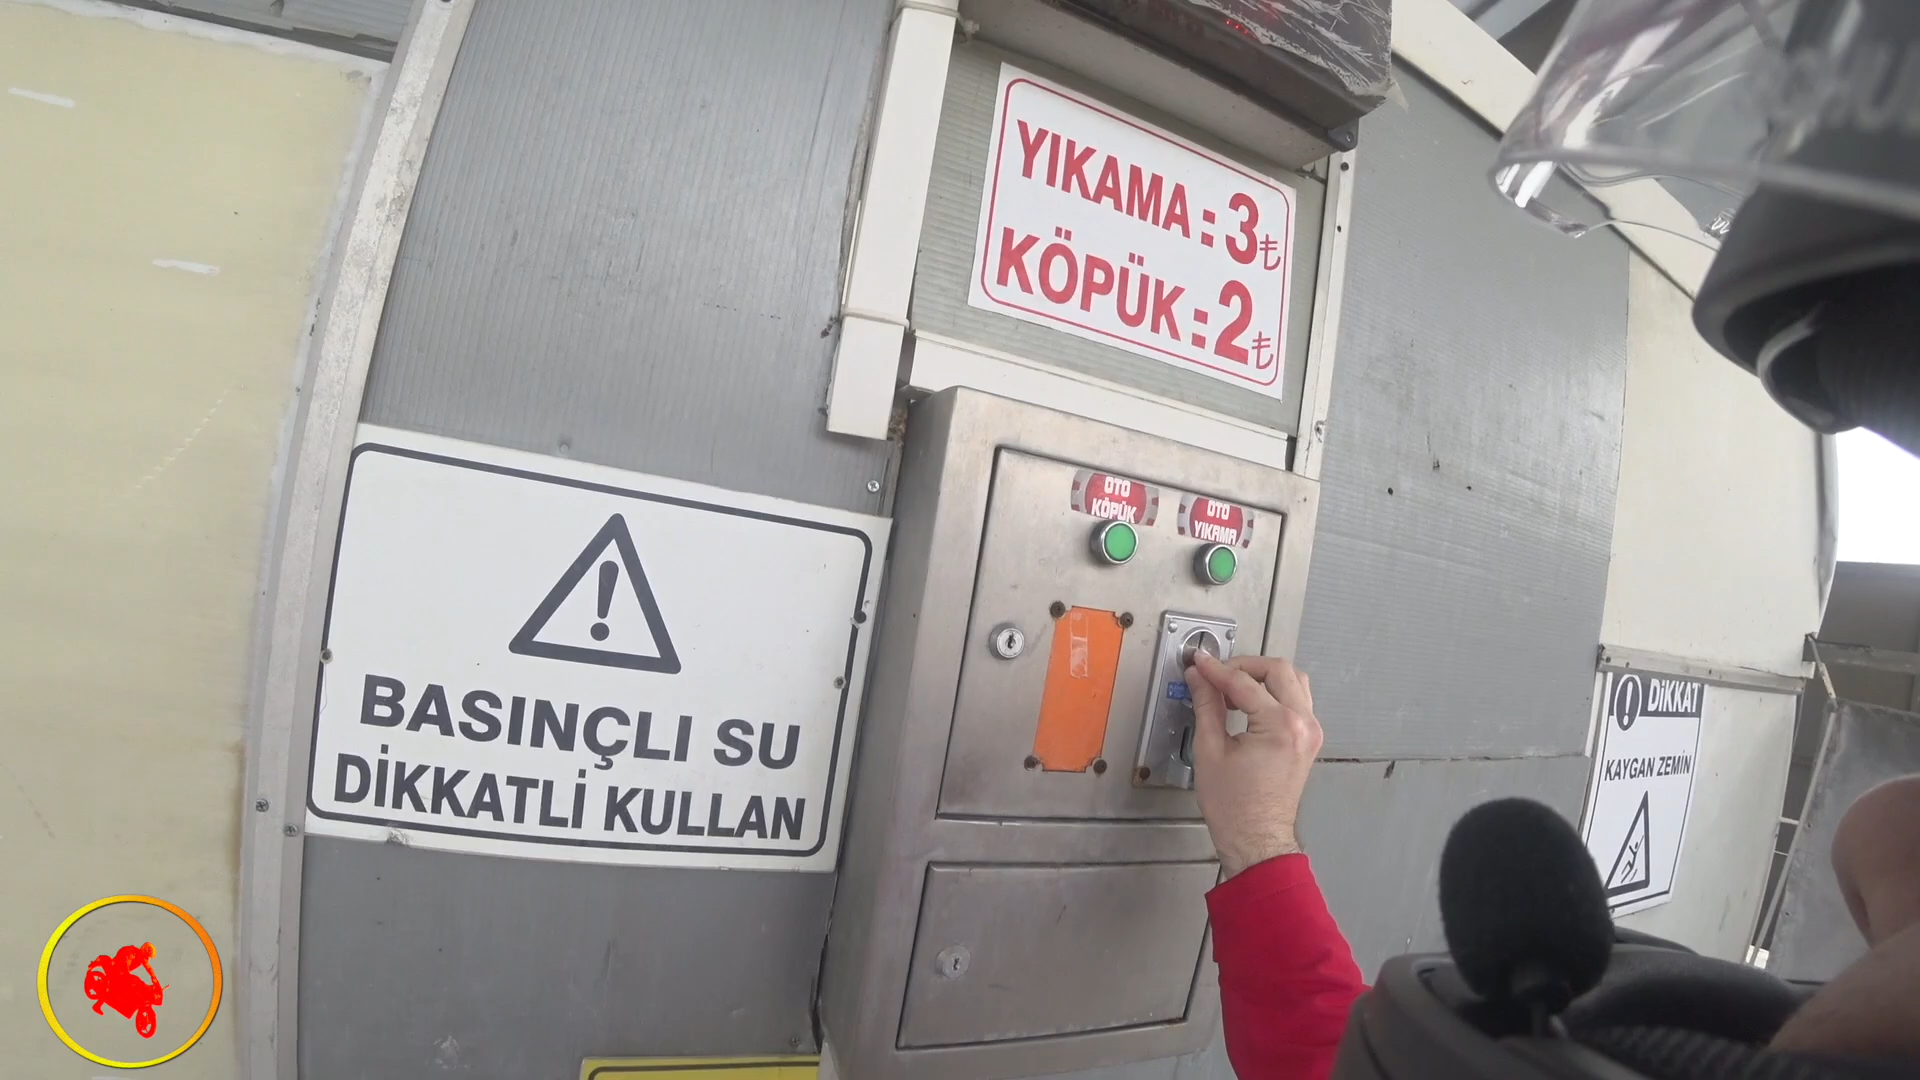 YIKAMA : 3₺
KÖPÜK : 2₺
OTO
KÖPÜK
OTO
YIKAMA
BASINÇLI SU
DİKKATLİ KULLAN
DİKKAT
KAYGAN ZEMİN